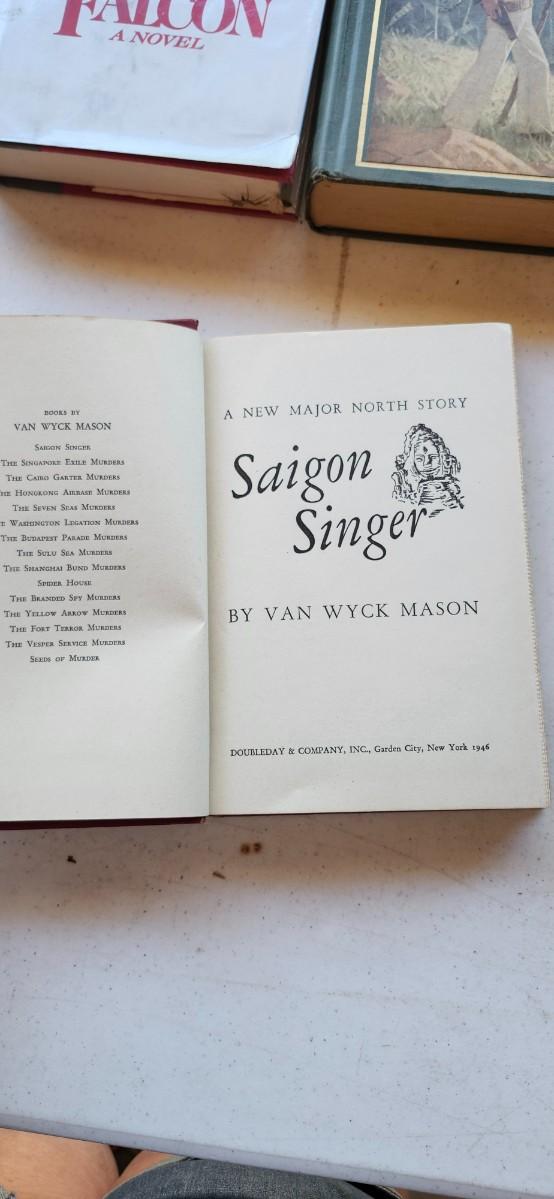 FALCON
A NOVEL
BOOKS BY
VAN WYCK MASON
SAIGON SINGER
THE SINGAPORE EXILE MURDERS
THE CAIRO GARTER MURDERS
HE HONGKONG AIRBASE MURDERS
THE SEVEN SEAS MURDERS
E WASHINGTON LEGATION MURDERS
THE BUDAPEST PARADE MURDERS
THE SULU SEA MURDERS
THE SHANGHAI BUND MURDERS
SPIDER HOUSE
THE BRANDED SPY MURDERS
THE YELLOW ARROW MURDERS
THE FORT TERROR MURDERS
THE VESPER SERVICE MURDERS
SEEDS OF MURDER
A NEW MAJOR NORTH STORY
Saigon
Singer
BY VAN WYCK MASON
DOUBLEDAY & COMPANY, INC., Garden City, New York 1946